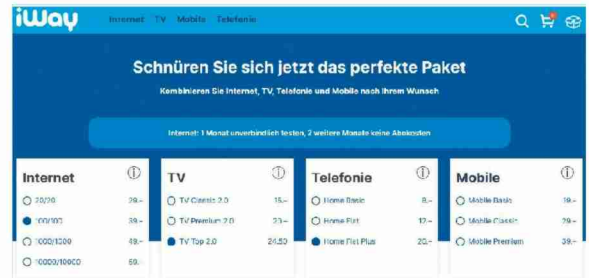 iWay
Internet TV Mobile Telefonie
Schnüren Sie sich jetzt das perfekte Paket
Kombinieren Sie Internet, TV, Telefonie und Mobile nach Ihrem Wunsch
Internet: 1 Monat unverbindlich testen, 2 weitere Monate keine Abokosten
Internet
20/20 29.-
100/100 39.-
1000/1000 49.-
10000/10000
TV
TV Classic 2.0
TV Premium 2.0
TV Top 2.0 24.50
Telefonie
Home Basic 8.-
Home Flat 12.-
Home Flat Plus 20.-
Mobile
Mobile Basic 19.-
Mobile Classic 29.-
Mobile Premium 39.-